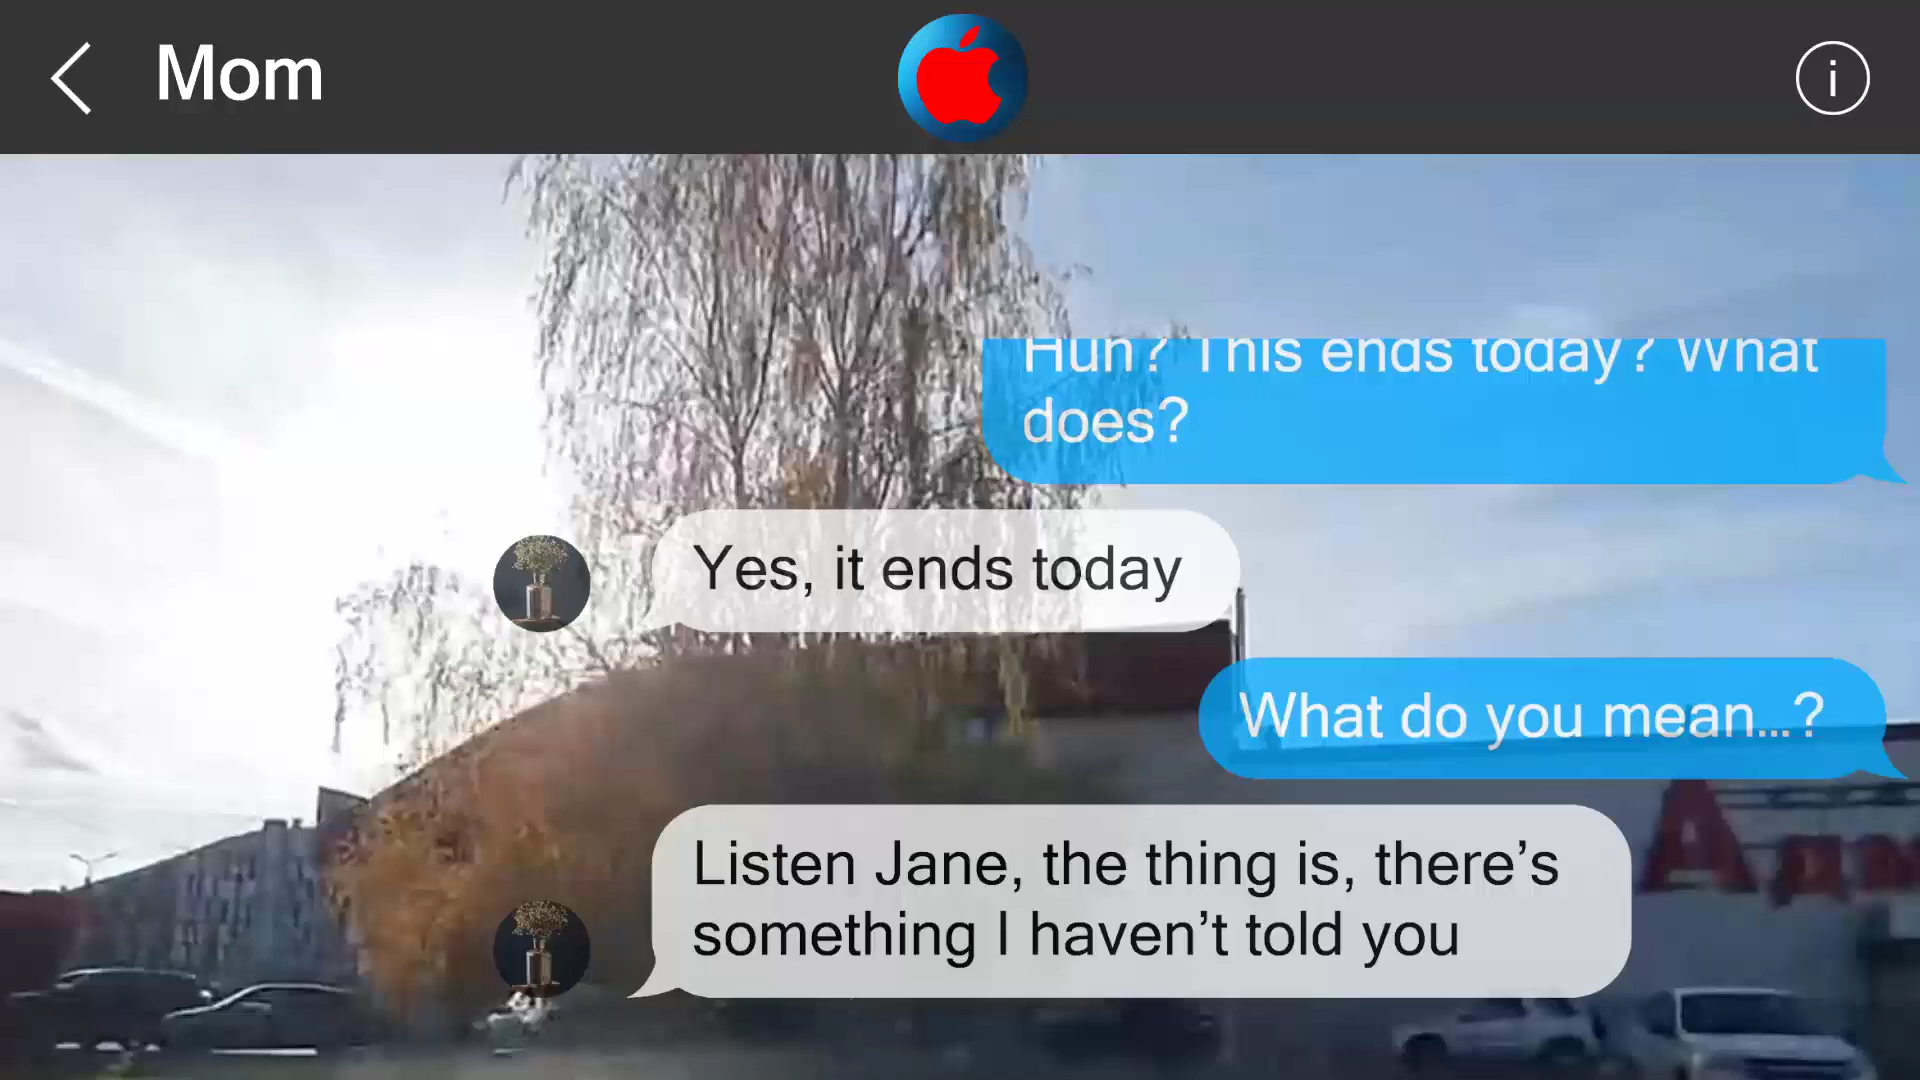 Mom
i
Huh? This ends today? What
does?
Yes, it ends today
What do you mean...?
Listen Jane, the thing is, there’s
something I haven’t told you